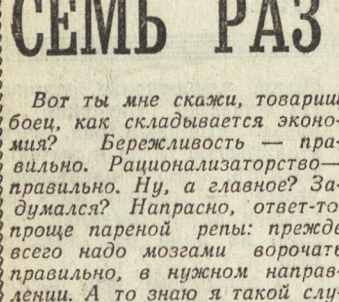 СЕМЬ РАЗ
Вот ты мне скажи, товарищ
боец, как складывается эконо-
мия? Бережливость — пра-
вильно. Рационализаторство—
правильно. Ну, а главное? За-
думался? Напрасно, ответ-то
проще пареной репы: прежде
всего надо мозгами ворочать
правильно, в нужном направ-
лении. А то знаю я такой слу-